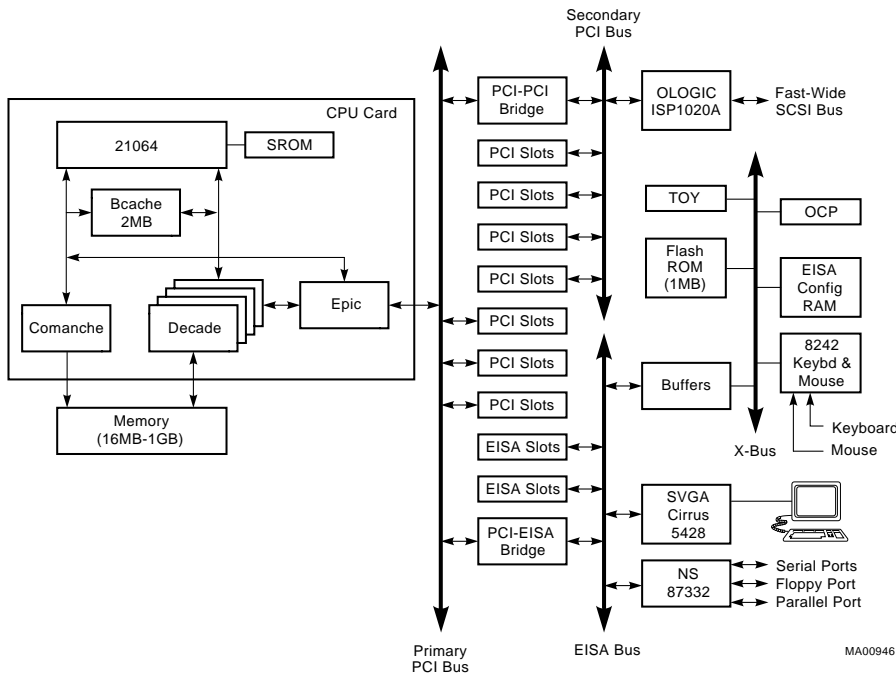 Secondary
PCI Bus
CPU Card
21064
SROM
Bcache
2MB
Comanche
Decade
Epic
Memory
(16MB-1GB)
PCI-PCI
Bridge
PCI Slots
PCI Slots
PCI Slots
PCI Slots
PCI Slots
PCI Slots
PCI Slots
EISA Slots
EISA Slots
PCI-EISA
Bridge
Primary
PCI Bus
OLOGIC
ISP1020A
Fast-Wide
SCSI Bus
TOY
OCP
Flash
ROM
(1MB)
EISA
Config
RAM
Buffers
8242
Keybd &
Mouse
Keyboard
Mouse
X-Bus
SVGA
Cirrus
5428
NS
87332
Serial Ports
Floppy Port
Parallel Port
EISA Bus
MA00946